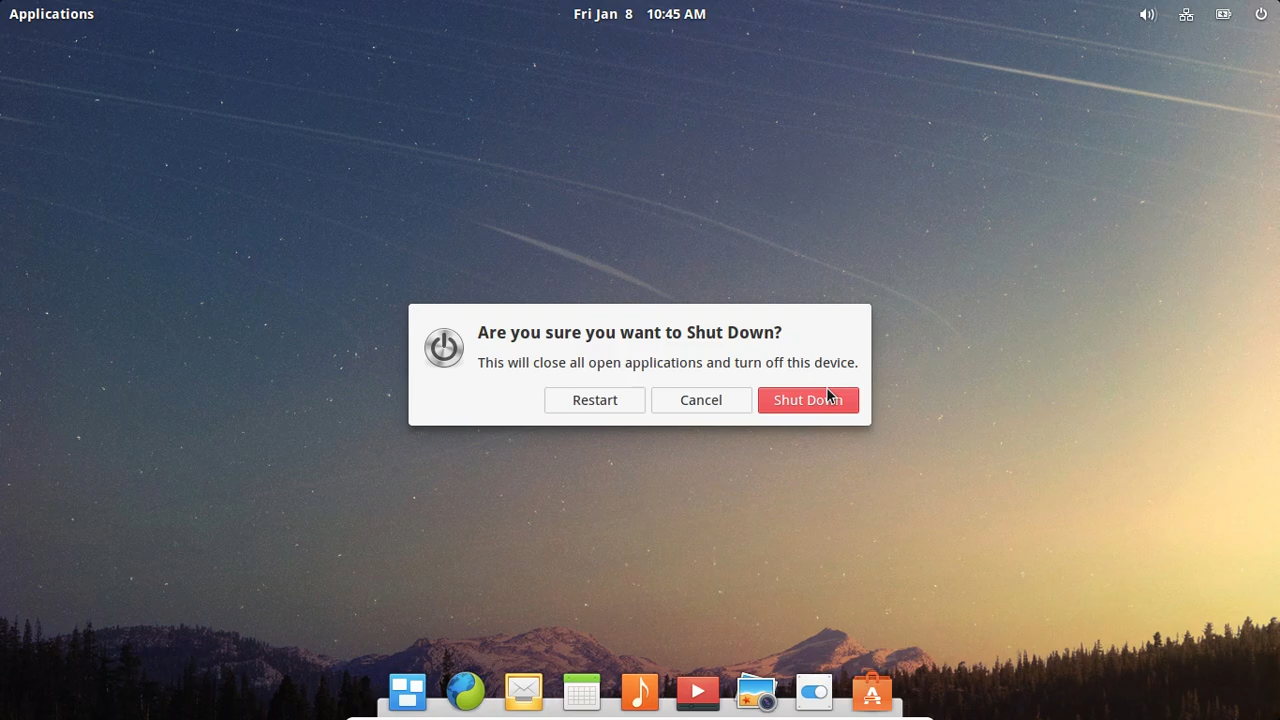 Applications
Fri Jan 8 10:45 AM
Are you sure you want to Shut Down?
This will close all open applications and turn off this device.
Restart
Cancel
Shut Down